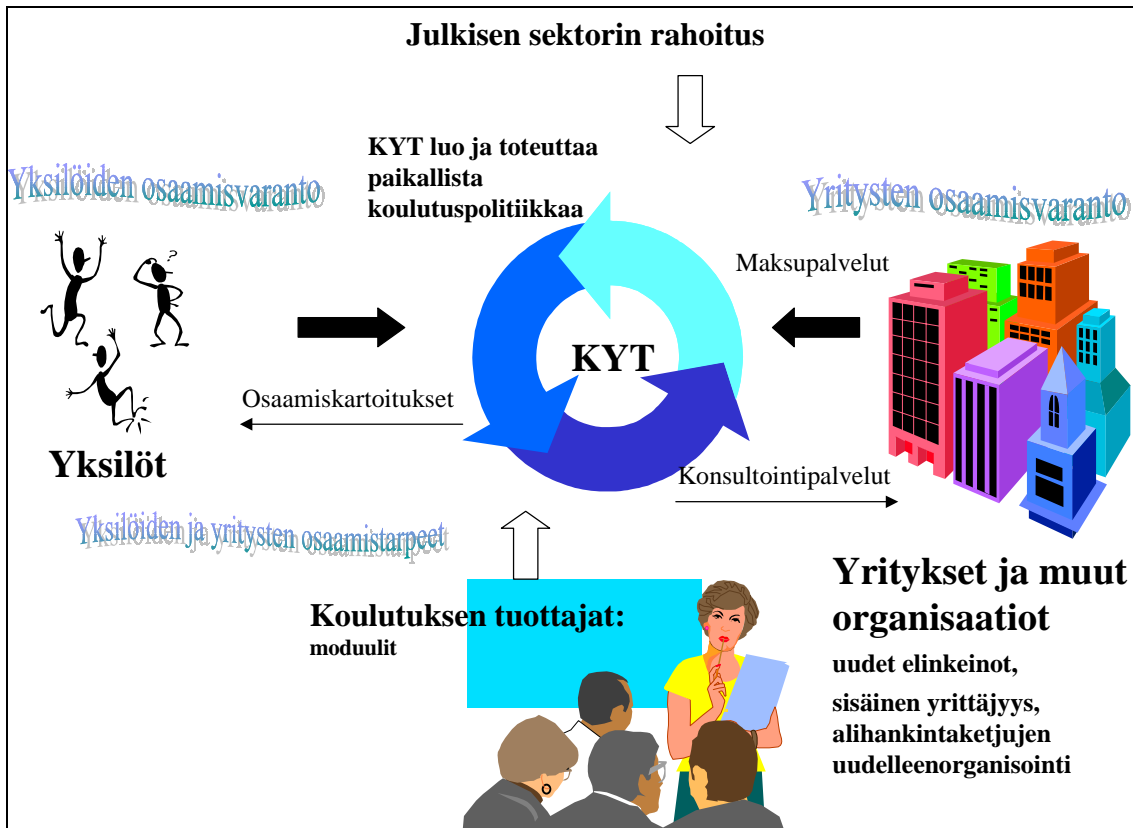 Julkisen sektorin rahoitus
KYT luo ja toteuttaa
paikallista
koulutuspolitiikkaa
Yksilöiden osaamisvaranto
Yritysten osaamisvaranto
Maksupalvelut
?
KYT
Osaamiskartoitukset
Yksilöt
Konsultointipalvelut
Yksilöiden ja yritysten osaamistarpeet
Koulutuksen tuottajat:
moduulit
Yritykset ja muut
organisaatiot
uudet elinkeinot,
sisäinen yrittäjyys,
alihankintaketjujen
uudelleenorganisointi